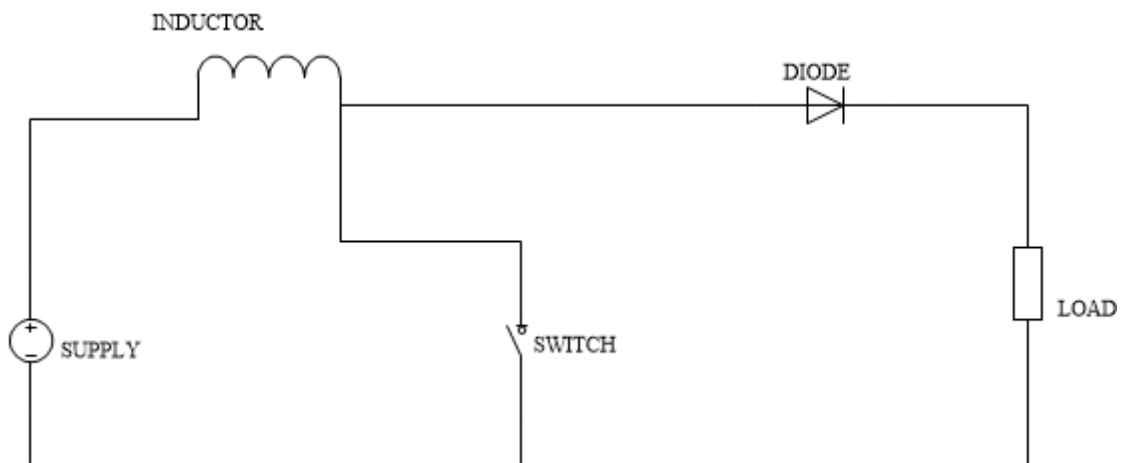 INDUCTOR
DIODE
LOAD
SUPPLY
SWITCH